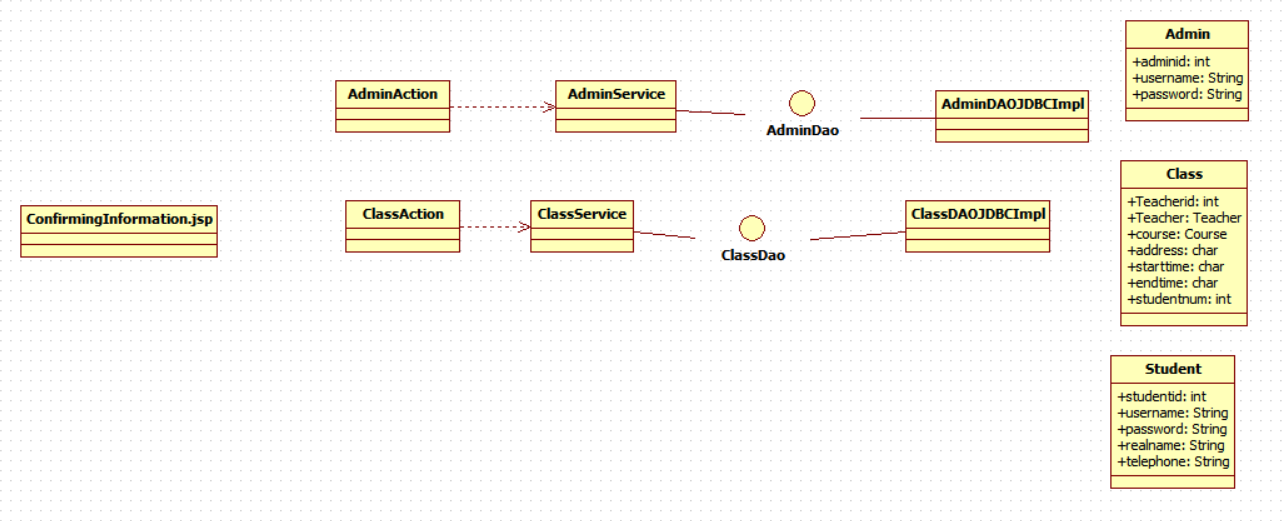 Admin
+adminid: int
+username: String
+password: String
AdminAction
AdminService
AdminDao
AdminDAOJDBCImpl
Class
+Teacherid: int
+Teacher: Teacher
+course: Course
+address: char
+starttime: char
+endtime: char
+studentnum: int
ConfirmingInformation.jsp
ClassAction
ClassService
ClassDao
ClassDAOJDBCImpl
Student
+studentid: int
+username: String
+password: String
+realname: String
+telephone: String